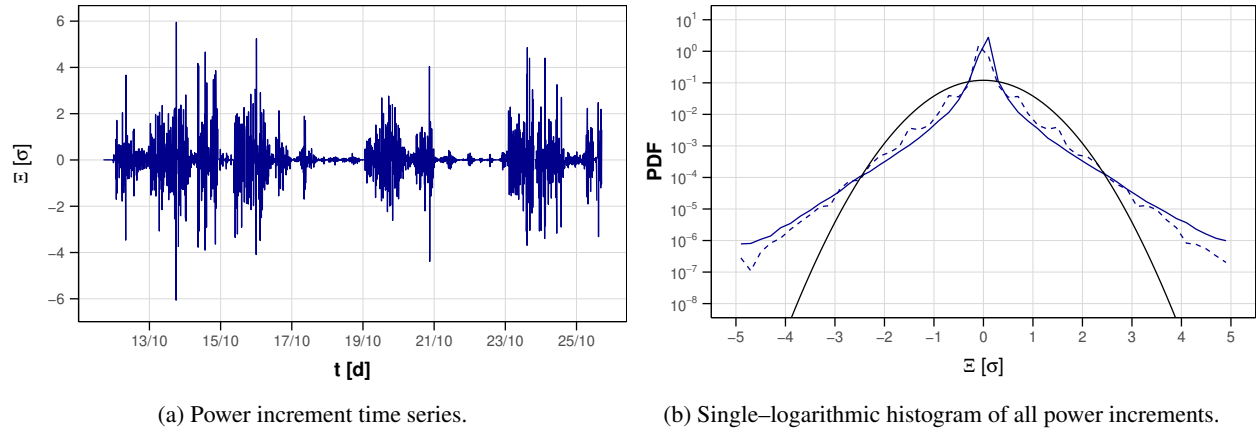 6
4
2
0
−2
−4
−6
Ξ [σ]
13/10 15/10 17/10 19/10 21/10 23/10 25/10
t [d]
(a) Power increment time series.
10¹
10⁰
10⁻¹
10⁻²
10⁻³
10⁻⁴
10⁻⁵
10⁻⁶
10⁻⁷
10⁻⁸
PDF
−5 −4 −3 −2 −1 0 1 2 3 4 5
Ξ [σ]
(b) Single–logarithmic histogram of all power increments.